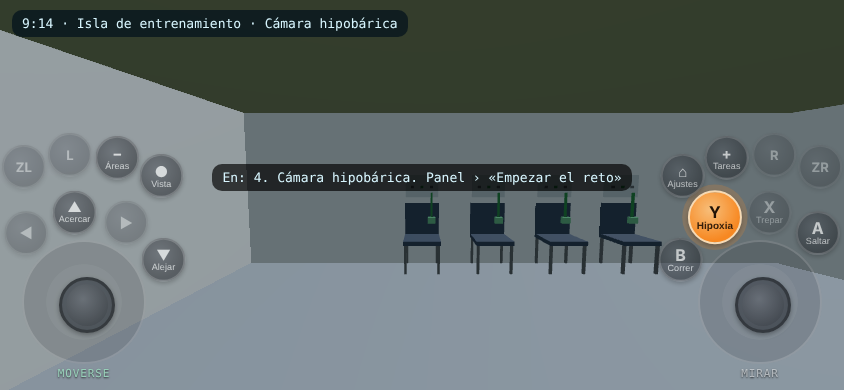 9:14 · Isla de entrenamiento · Cámara hipobárica
En: 4. Cámara hipobárica. Panel › «Empezar el reto»
ZL
L
−
Áreas
Vista
Acercar
Alejar
MOVERSE
+
Tareas
R
ZR
⌂
Ajustes
Y
Hipoxia
X
Trepar
A
Saltar
B
Correr
MIRAR